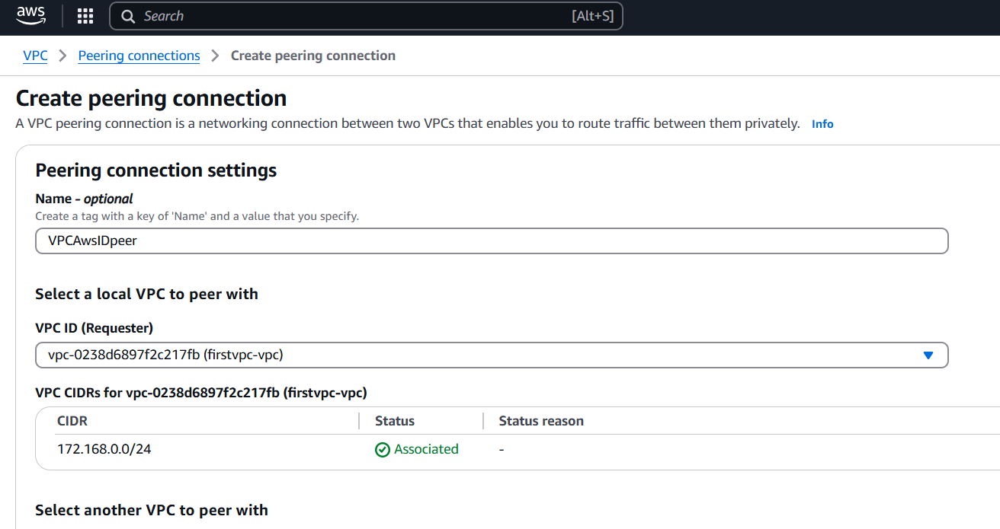 aws Search [Alt+S]
VPC > Peering connections > Create peering connection
Create peering connection
A VPC peering connection is a networking connection between two VPCs that enables you to route traffic between them privately. Info
Peering connection settings
Name - optional
Create a tag with a key of 'Name' and a value that you specify.
VPCAwsIDpeer
Select a local VPC to peer with
VPC ID (Requester)
vpc-0238d6897f2c217fb (firstvpc-vpc)
VPC CIDRs for vpc-0238d6897f2c217fb (firstvpc-vpc)
CIDR Status Status reason
172.168.0.0/24 Associated -
Select another VPC to peer with